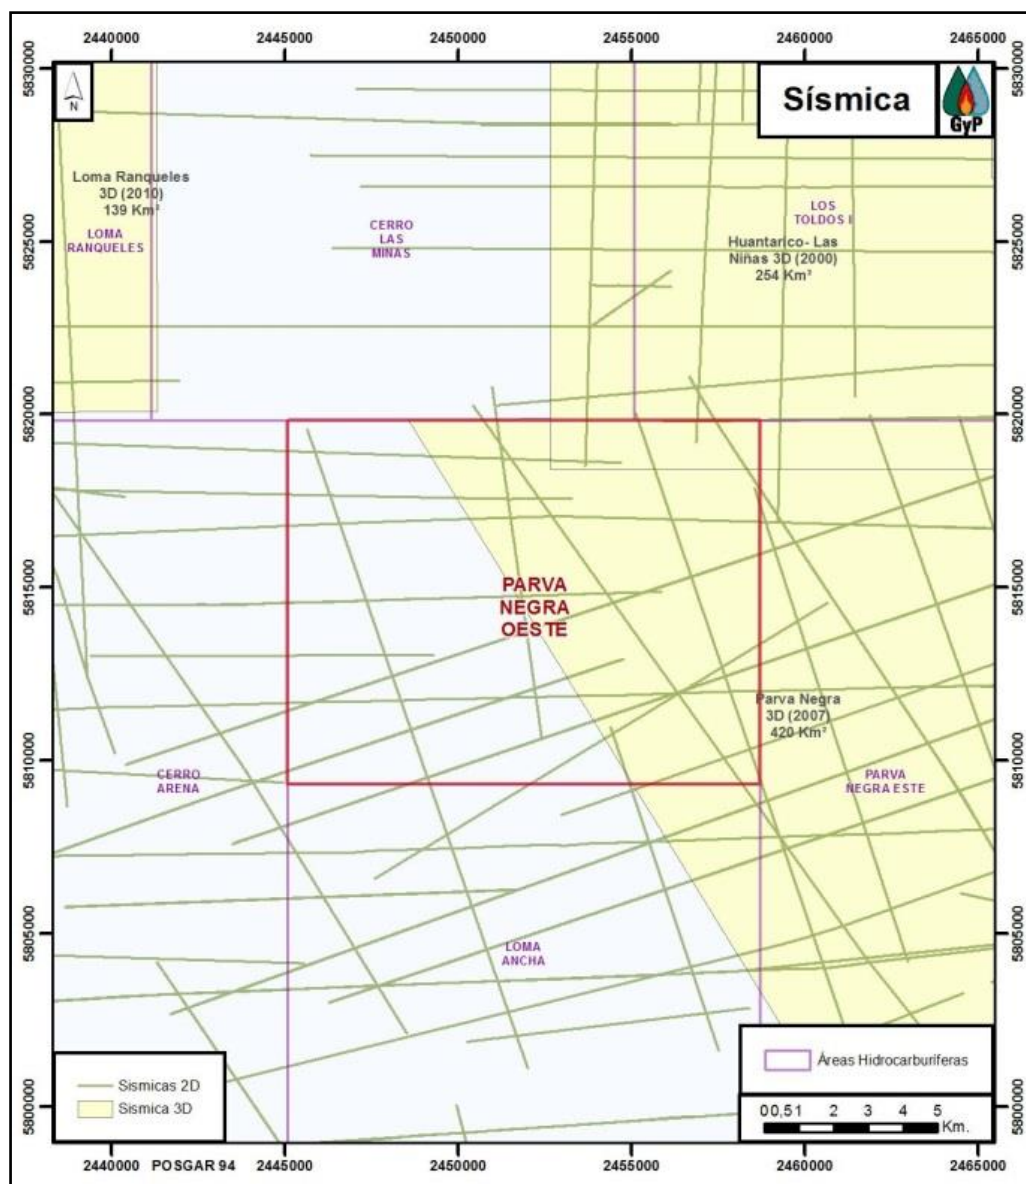 2440000 2445000 2450000 2455000 2460000 2465000
5830000 5830000
N
Sísmica
GyP
Loma Ranqueles
3D (2010)
139 Km²
LOMA
RANQUELES
CERRO
LAS
MINAS
LOS
TOLDOS I
Huantarico- Las
Niñas 3D (2000)
254 Km²
5825000 5825000
5820000 5820000
PARVA
NEGRA
OESTE
5815000 5815000
Parva Negra
3D (2007)
420 Km²
CERRO
ARENA
PARVA
NEGRA ESTE
5810000 5810000
LOMA
ANCHA
5805000 5805000
Sismicas 2D
Sismica 3D
Áreas Hidrocarburíferas
0 0,5 1 2 3 4 5
Km.
5800000 5800000
2440000 POSGAR 94 2445000 2450000 2455000 2460000 2465000